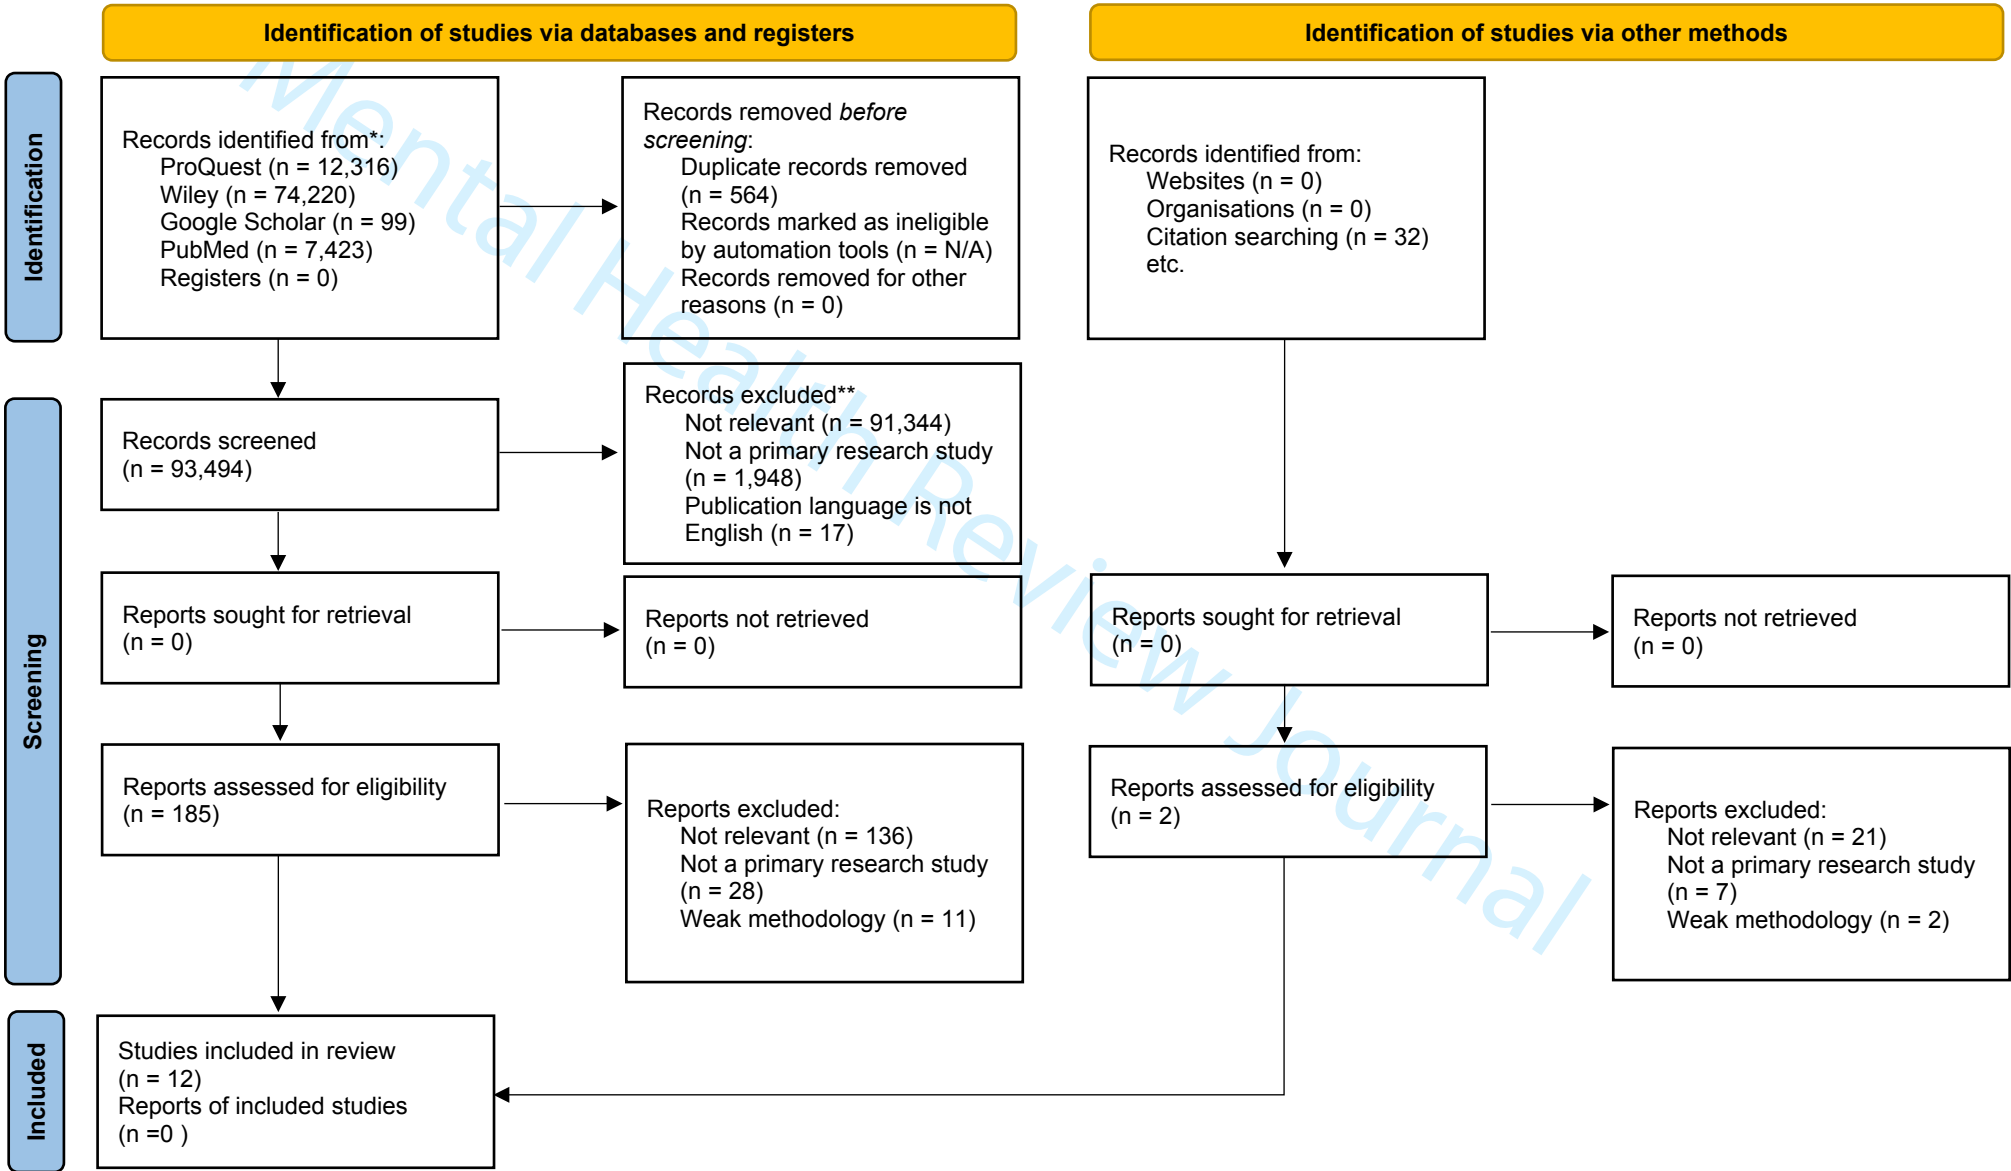 Identification of studies via databases and registers
Identification of studies via other methods
Identification
Records identified from*:
ProQuest (n = 12,316)
Wiley (n = 74,220)
Google Scholar (n = 99)
PubMed (n = 7,423)
Registers (n = 0)
Records removed before
screening:
Duplicate records removed
(n = 564)
Records marked as ineligible
by automation tools (n = N/A)
Records removed for other
reasons (n = 0)
Records identified from:
Websites (n = 0)
Organisations (n = 0)
Citation searching (n = 32)
etc.
Screening
Records screened
(n = 93,494)
Records excluded**
Not relevant (n = 91,344)
Not a primary research study
(n = 1,948)
Publication language is not
English (n = 17)
Reports sought for retrieval
(n = 0)
Reports not retrieved
(n = 0)
Reports sought for retrieval
(n = 0)
Reports not retrieved
(n = 0)
Reports assessed for eligibility
(n = 185)
Reports excluded:
Not relevant (n = 136)
Not a primary research study
(n = 28)
Weak methodology (n = 11)
Reports assessed for eligibility
(n = 2)
Reports excluded:
Not relevant (n = 21)
Not a primary research study
(n = 7)
Weak methodology (n = 2)
Included
Studies included in review
(n = 12)
Reports of included studies
(n =0 )
Mental Health Review Journal